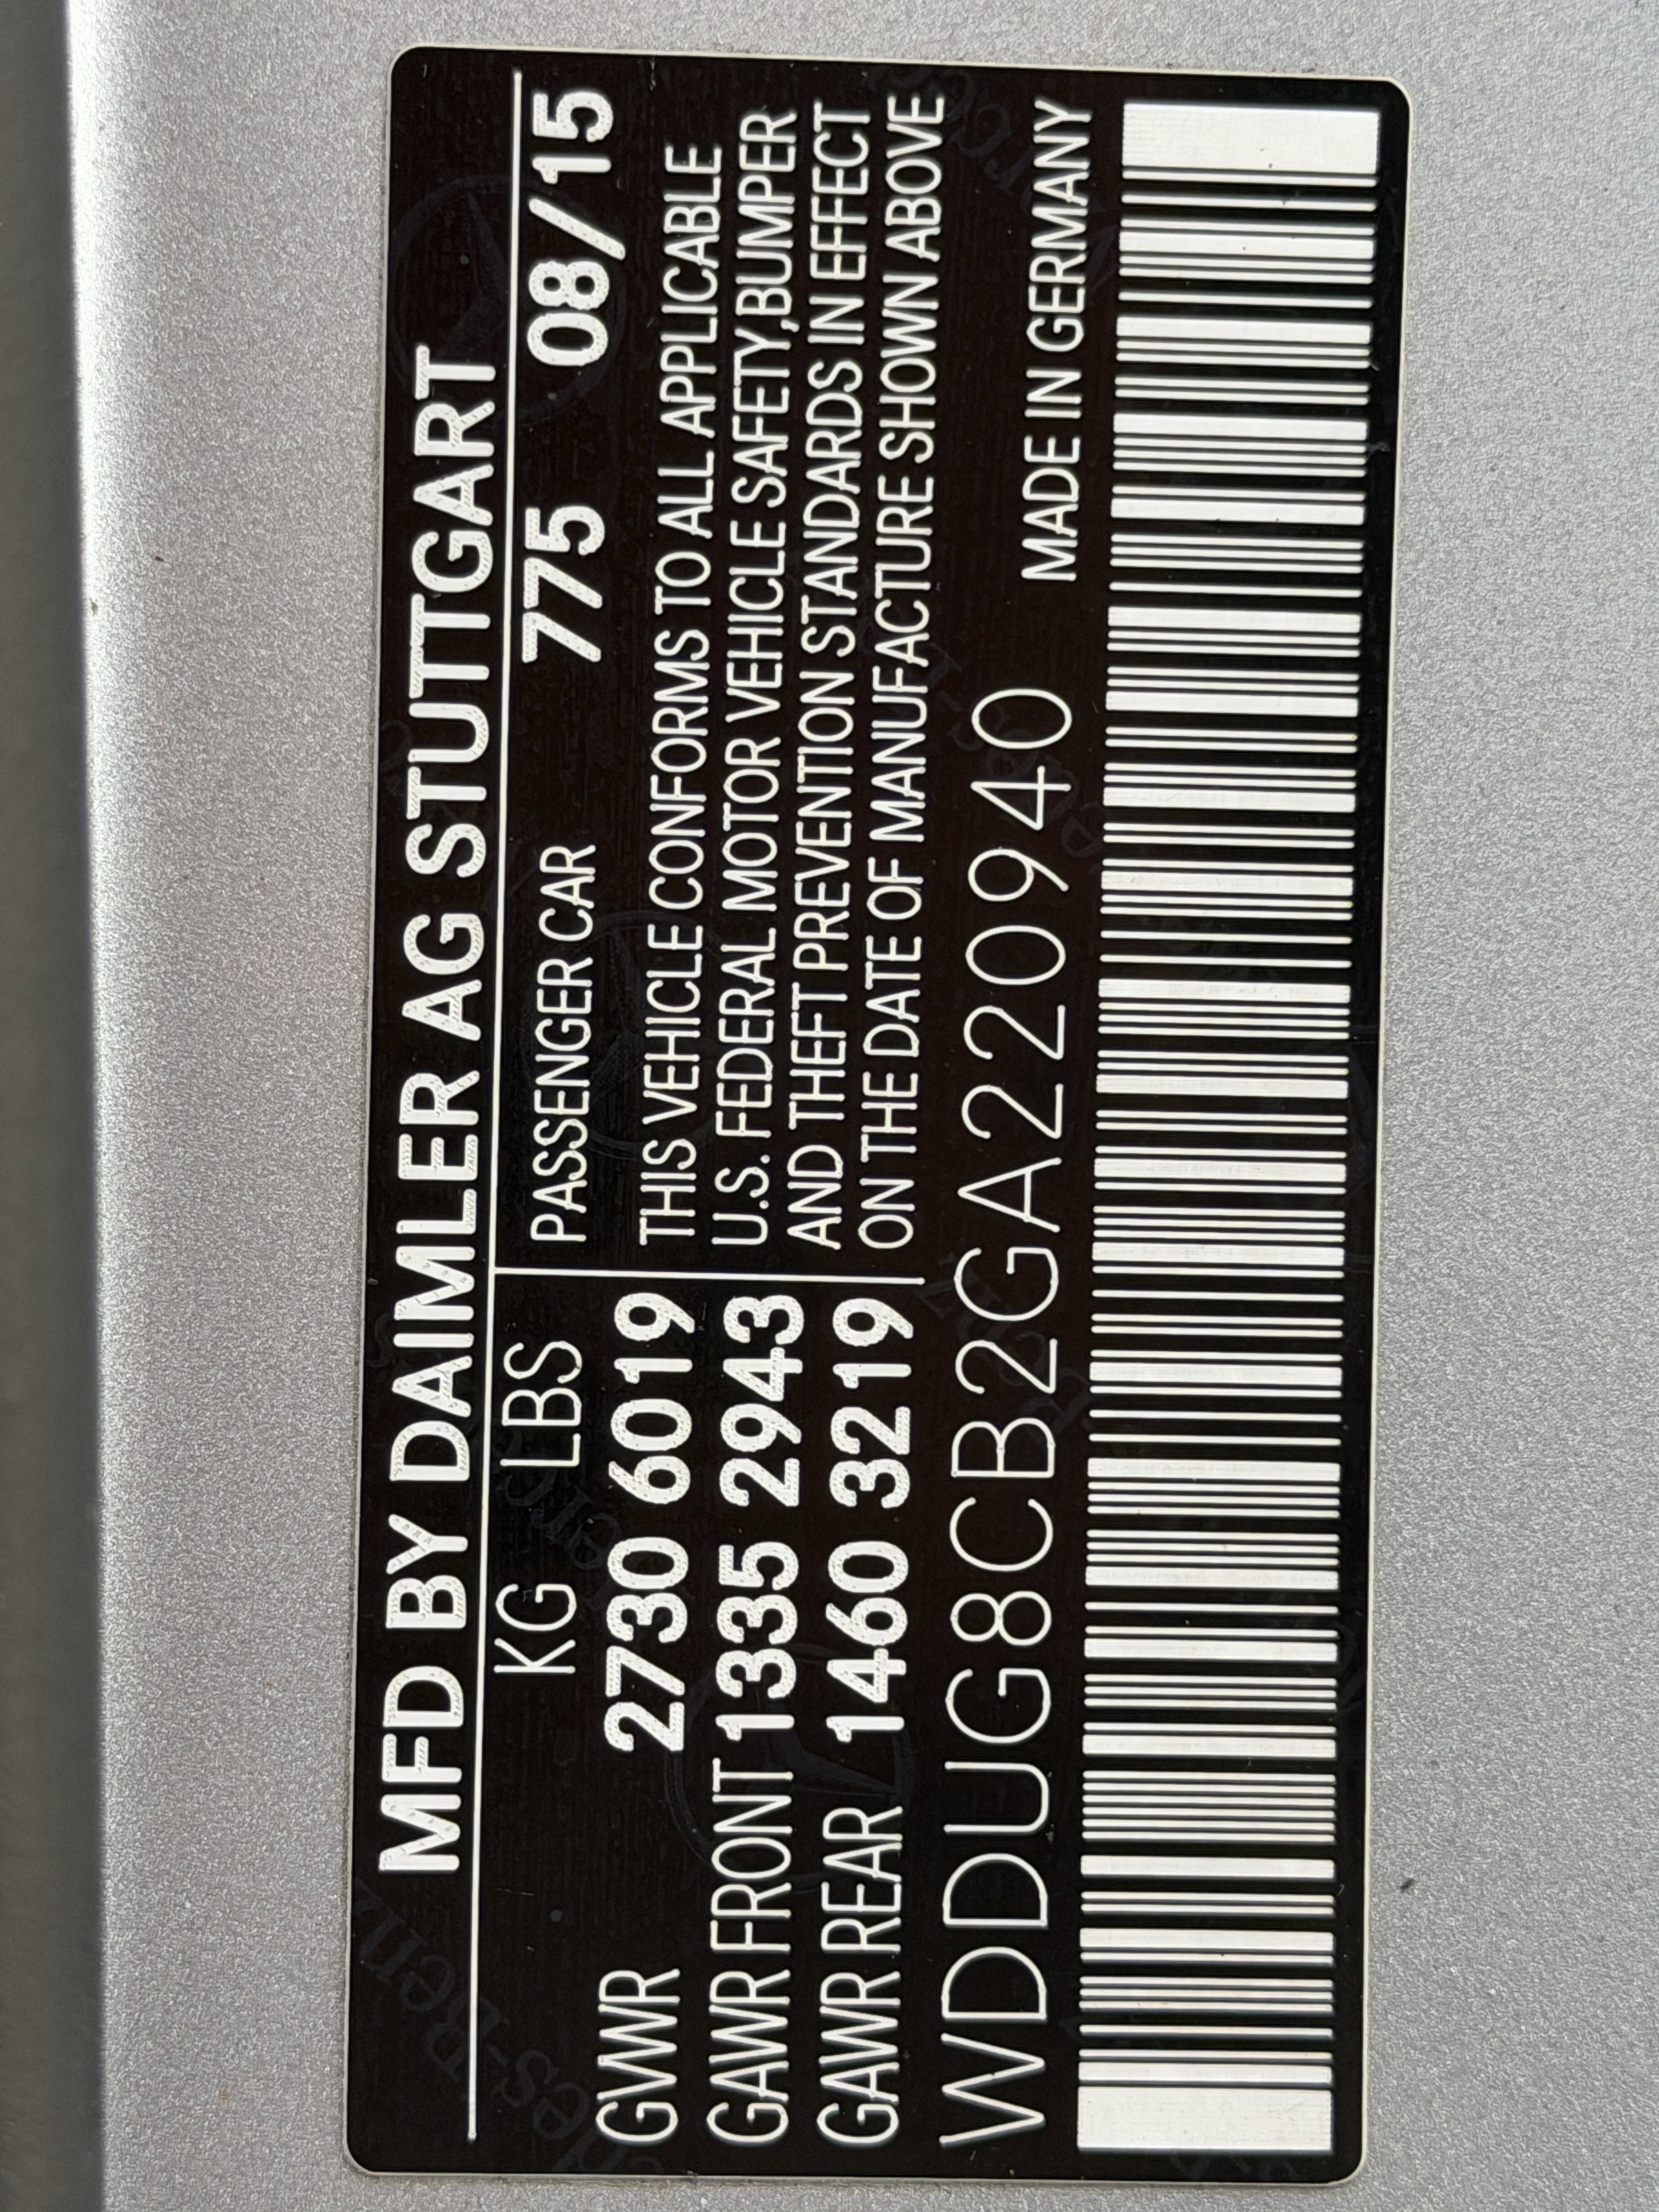 MFD BY DAIMLER AG STUTTGART
KG LBS
GVWR 2730 6019
GAWR FRONT 1335 2943
GAWR REAR 1460 3219
PASSENGER CAR 775 08/15
THIS VEHICLE CONFORMS TO ALL APPLICABLE
U.S. FEDERAL MOTOR VEHICLE SAFETY,BUMPER
AND THEFT PREVENTION STANDARDS IN EFFECT
ON THE DATE OF MANUFACTURE SHOWN ABOVE
WDDUG8CB2GA220940
MADE IN GERMANY